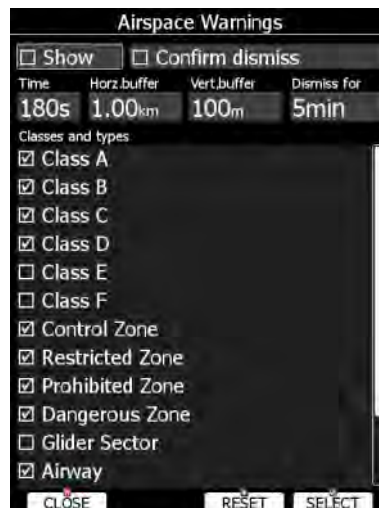 Airspace Warnings
Show Confirm dismiss
Time Horz.buffer Vert.buffer Dismiss for
180s 1.00km 100m 5min
Classes and types
Class A
Class B
Class C
Class D
Class E
Class F
Control Zone
Restricted Zone
Prohibited Zone
Dangerous Zone
Glider Sector
Airway
CLOSE RESET SELECT